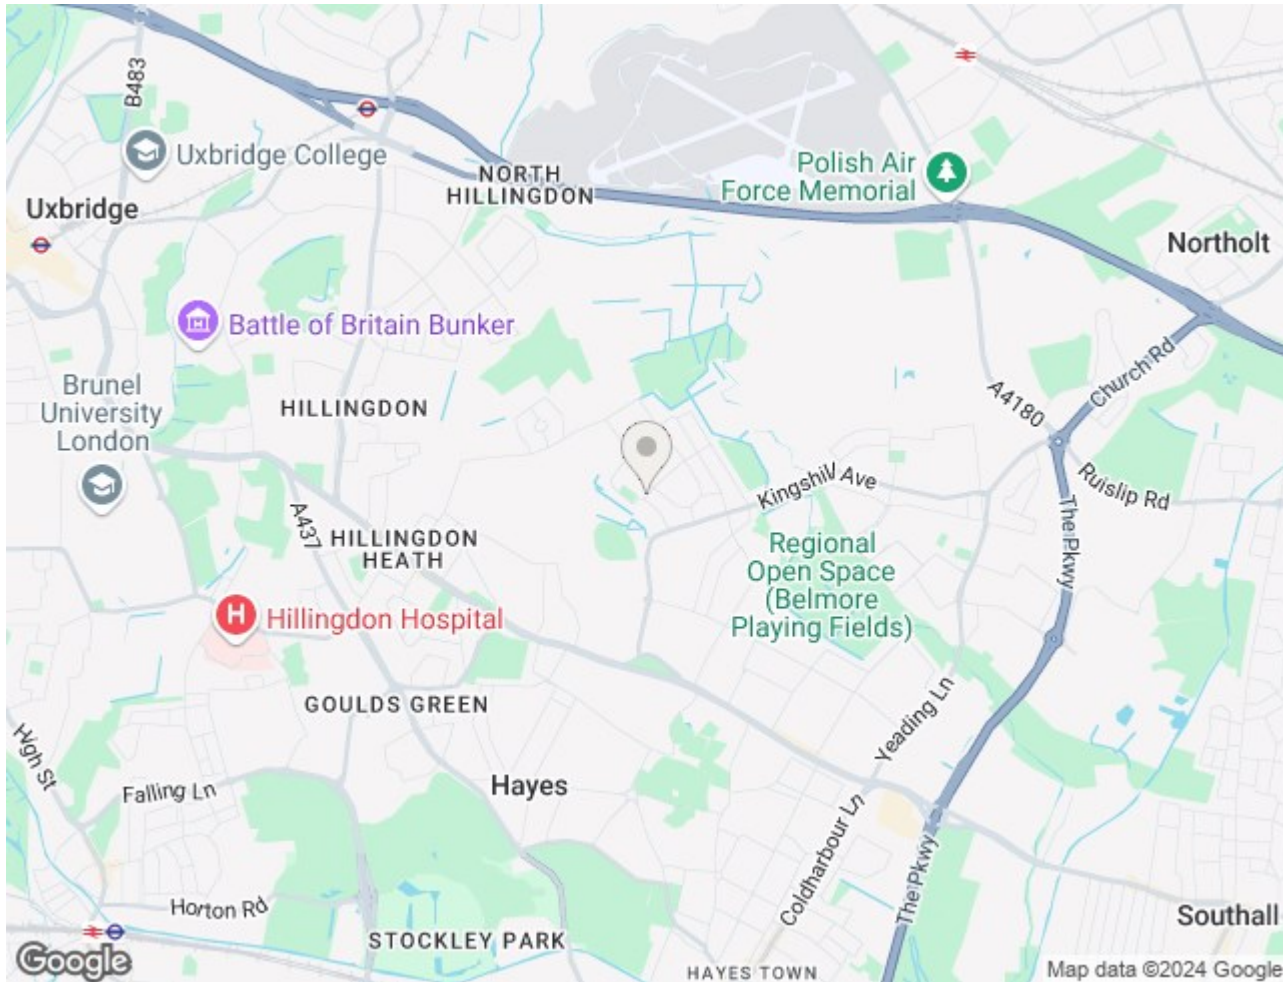 B483
Uxbridge College
NORTH
HILLINGDON
Polish Air
Force Memorial
Uxbridge
Northolt
Battle of Britain Bunker
Brunel
University
London
HILLINGDON
Church Rd
A4180
Kingshill Ave
Ruislip Rd
The Pkwy
A437
HILLINGDON
HEATH
Regional
Open Space
(Belmore
Playing Fields)
H
Hillingdon Hospital
GOULDS GREEN
Yeading Ln
High St
Falling Ln
Hayes
Coldharbour Ln
The Pkwy
Horton Rd
STOCKLEY PARK
Southall
Google
HAYES TOWN
Map data ©2024 Google